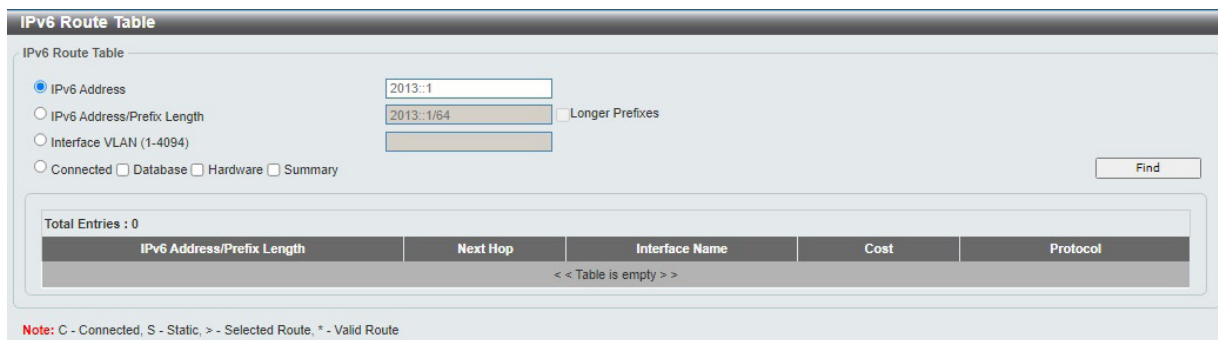 IPv6 Route Table
IPv6 Route Table
IPv6 Address 2013::1
IPv6 Address/Prefix Length 2013::1/64 Longer Prefixes
Interface VLAN (1-4094)
Connected Database Hardware Summary Find
Total Entries : 0
IPv6 Address/Prefix Length Next Hop Interface Name Cost Protocol
< < Table is empty > >
Note: C - Connected, S - Static, > - Selected Route, * - Valid Route